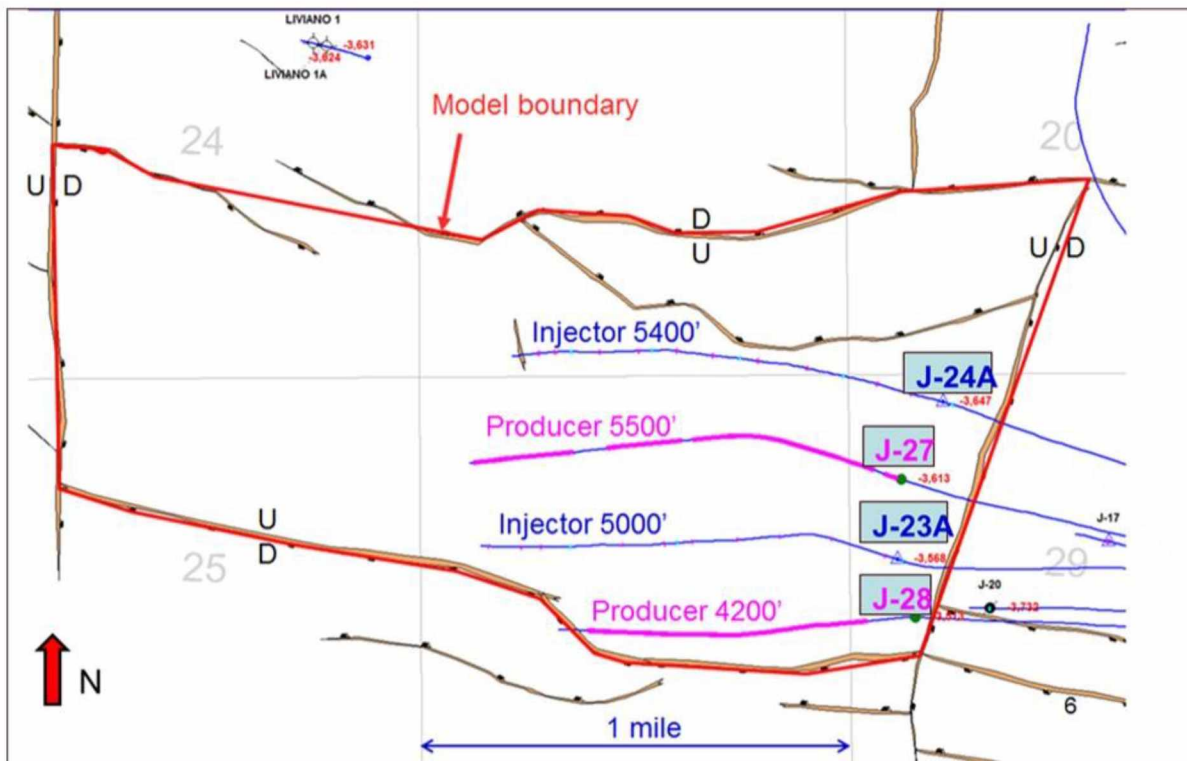 LIVIANO 1
-3,631
-3,624
LIVIANO 1A
Model boundary
24
20
U D
D
U
U D
Injector 5400’
J-24A
-3,647
Producer 5500’
J-27
-3,613
Injector 5000’
J-23A
-3,568
J-17
U
D
25
29
J-20
-3,732
Producer 4200’
J-28
N
6
1 mile